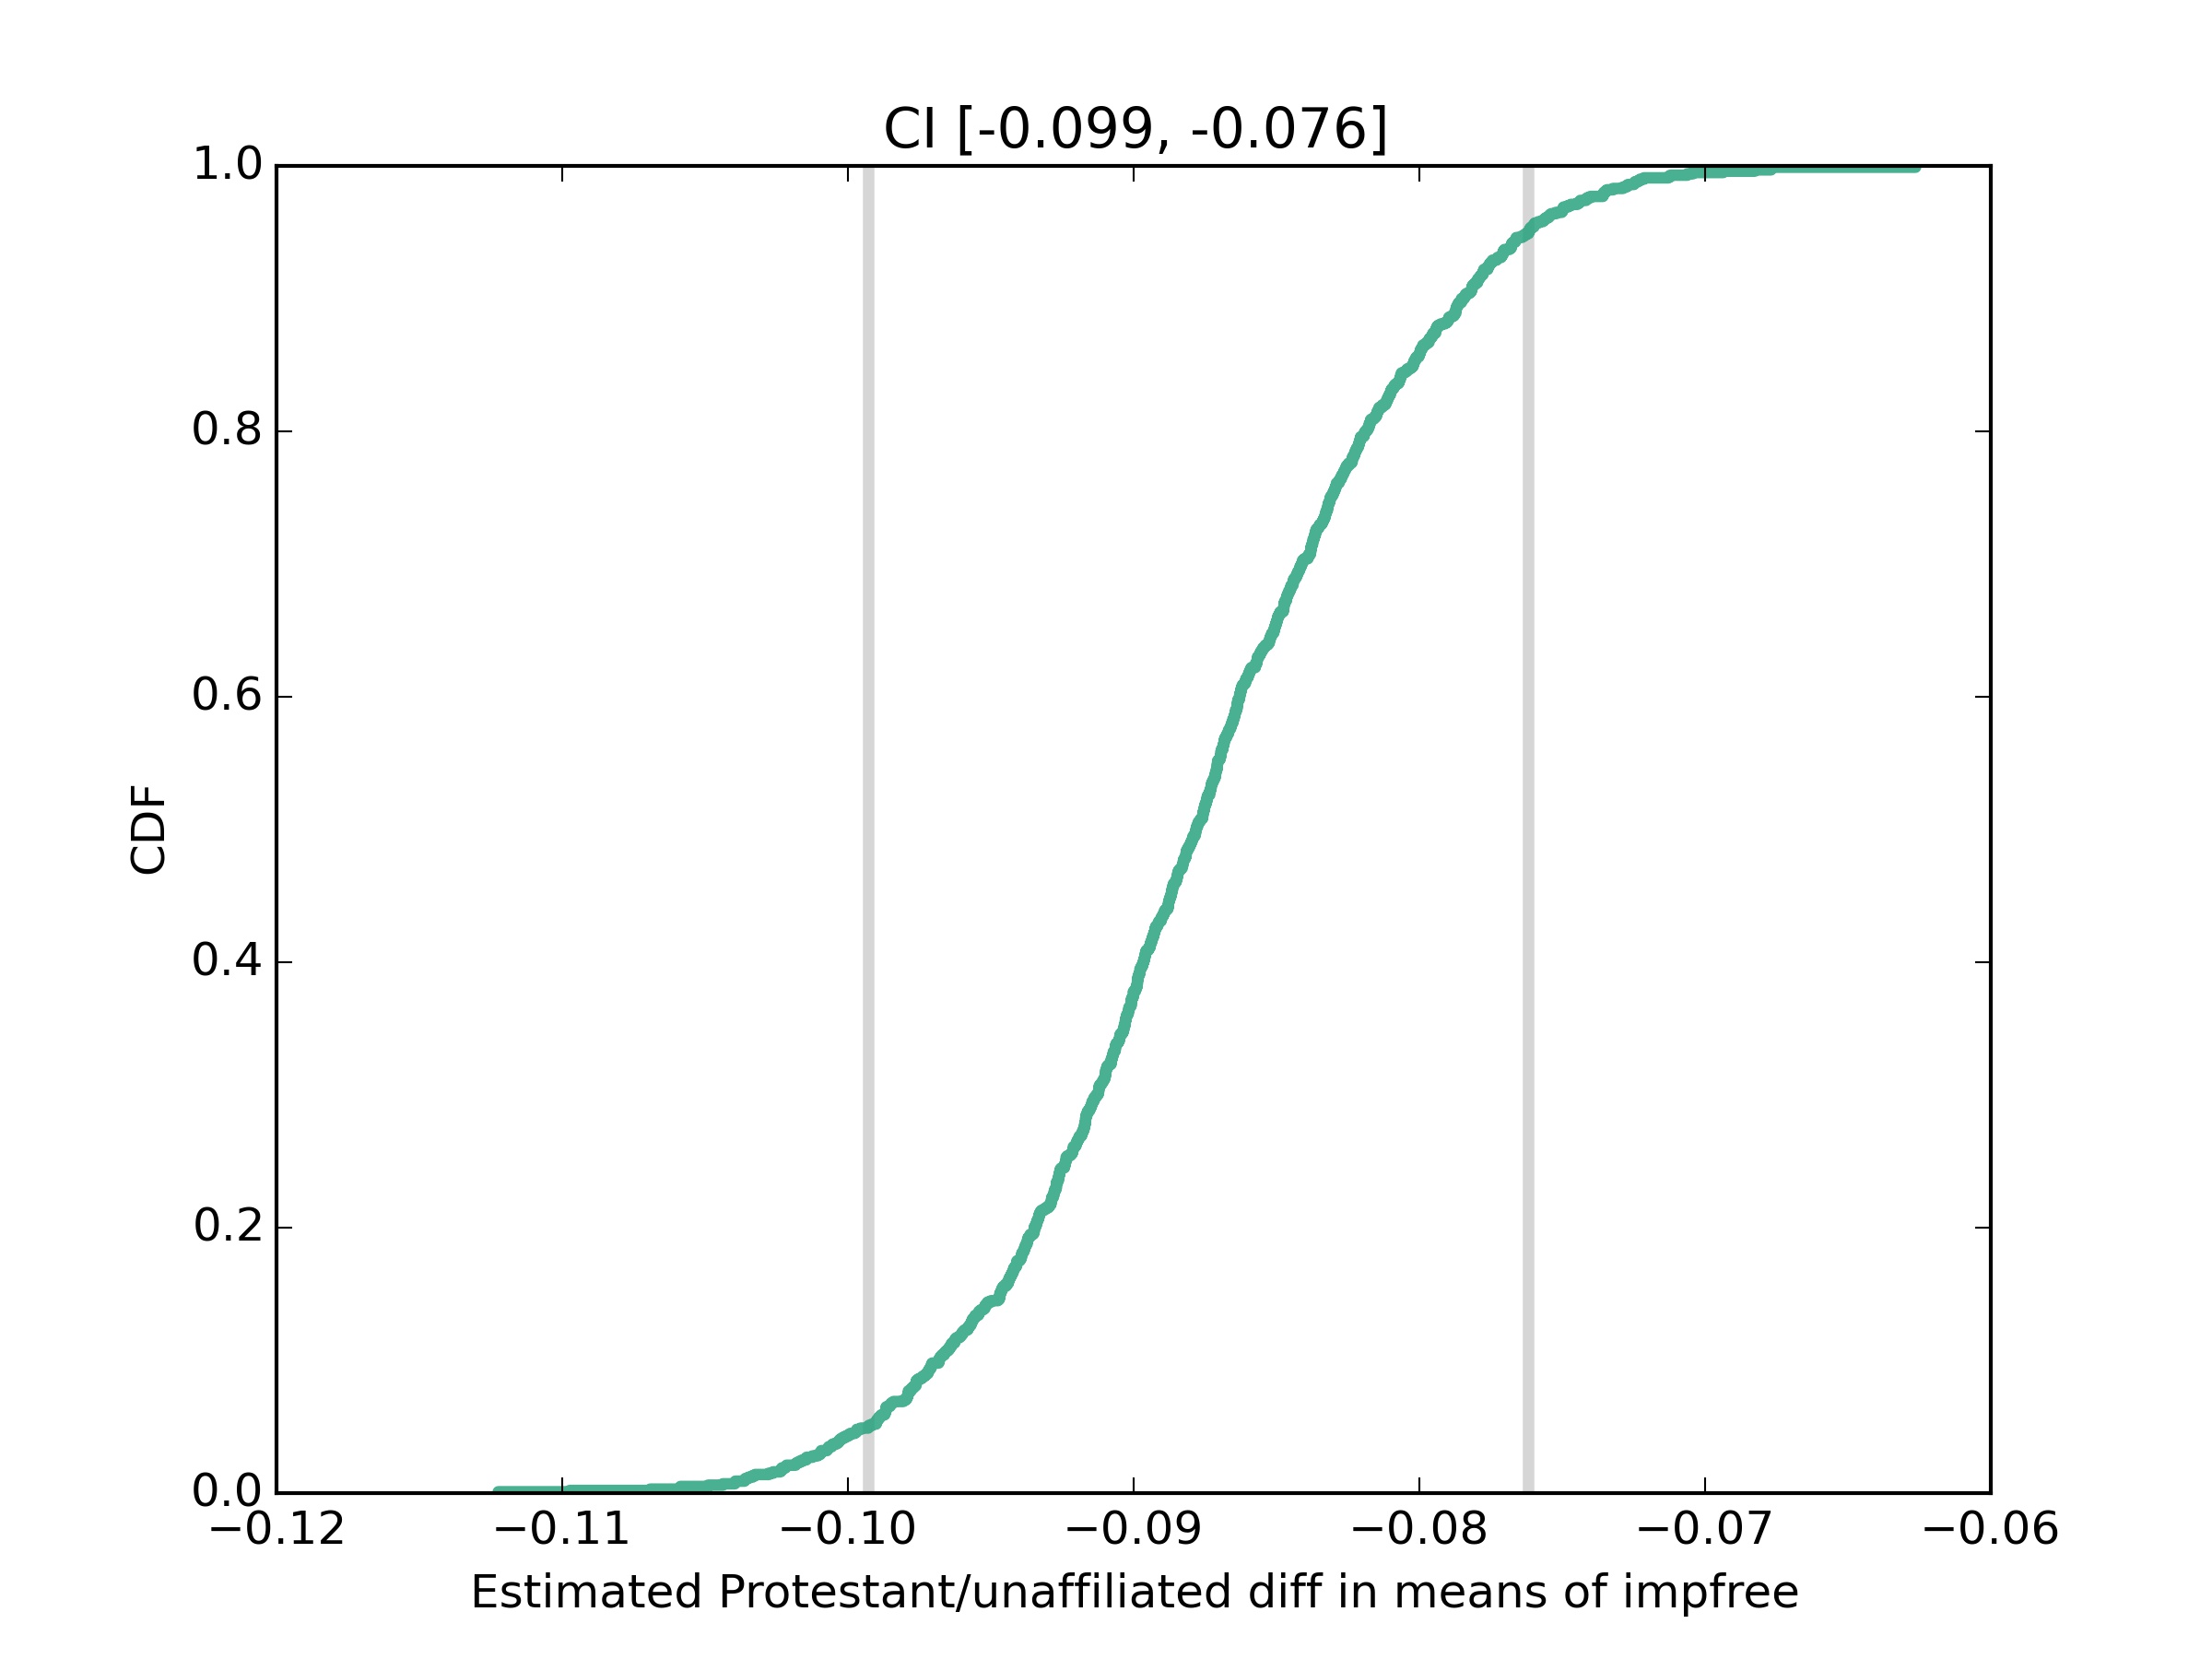 CI [-0.099, -0.076]
1.0
0.8
0.6
0.4
0.2
0.0
CDF
−0.12 −0.11 −0.10 −0.09 −0.08 −0.07 −0.06
Estimated Protestant/unaffiliated diff in means of impfree